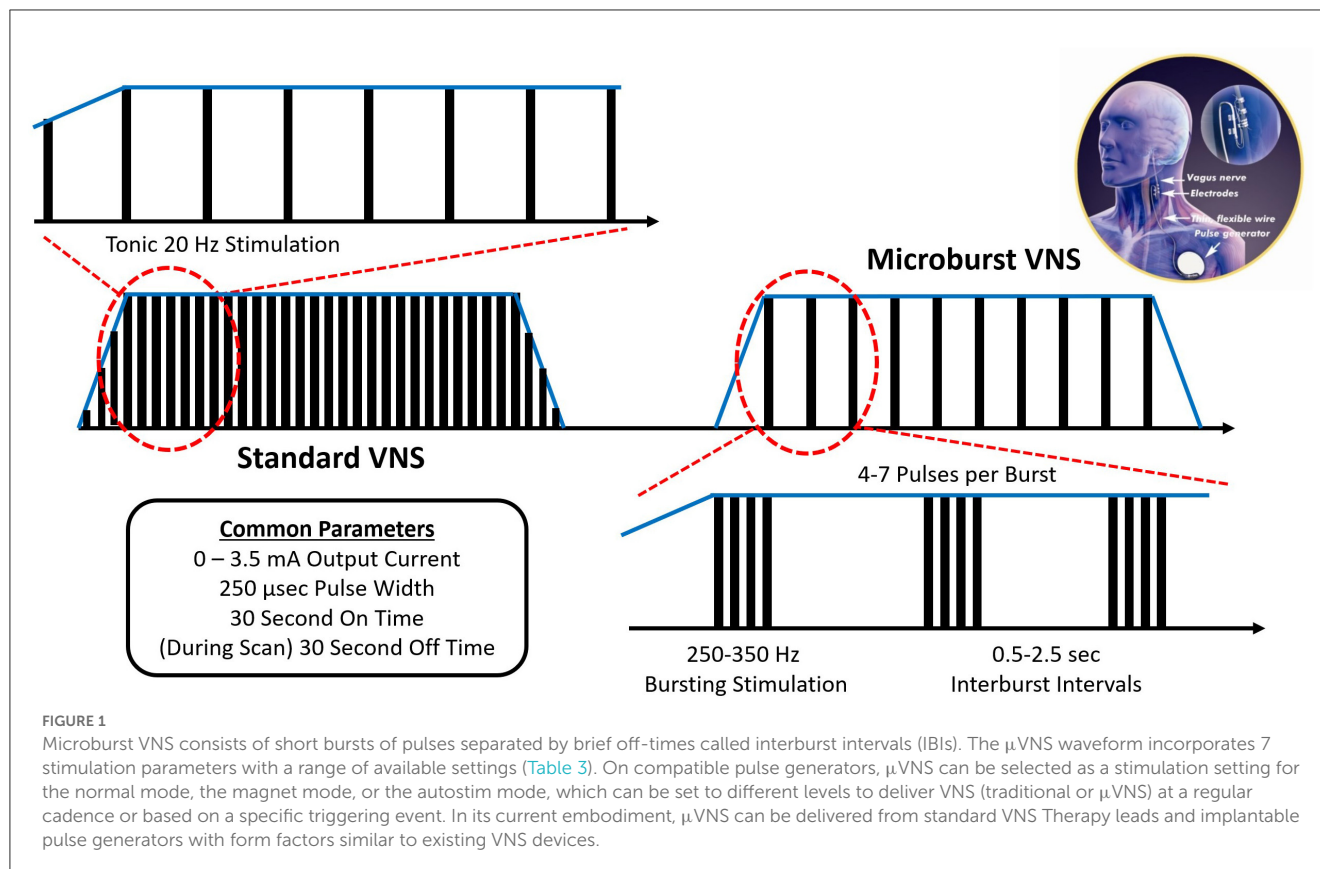 Tonic 20 Hz Stimulation
Vagus nerve
Electrodes
Thin, flexible wire
Pulse generator
Microburst VNS
Standard VNS
4-7 Pulses per Burst
Common Parameters
0 – 3.5 mA Output Current
250 µsec Pulse Width
30 Second On Time
(During Scan) 30 Second Off Time
250-350 Hz
Bursting Stimulation
0.5-2.5 sec
Interburst Intervals
FIGURE 1
Microburst VNS consists of short bursts of pulses separated by brief off-times called interburst intervals (IBIs). The µVNS waveform incorporates 7
stimulation parameters with a range of available settings (Table 3). On compatible pulse generators, µVNS can be selected as a stimulation setting for
the normal mode, the magnet mode, or the autostim mode, which can be set to different levels to deliver VNS (traditional or µVNS) at a regular
cadence or based on a specific triggering event. In its current embodiment, µVNS can be delivered from standard VNS Therapy leads and implantable
pulse generators with form factors similar to existing VNS devices.